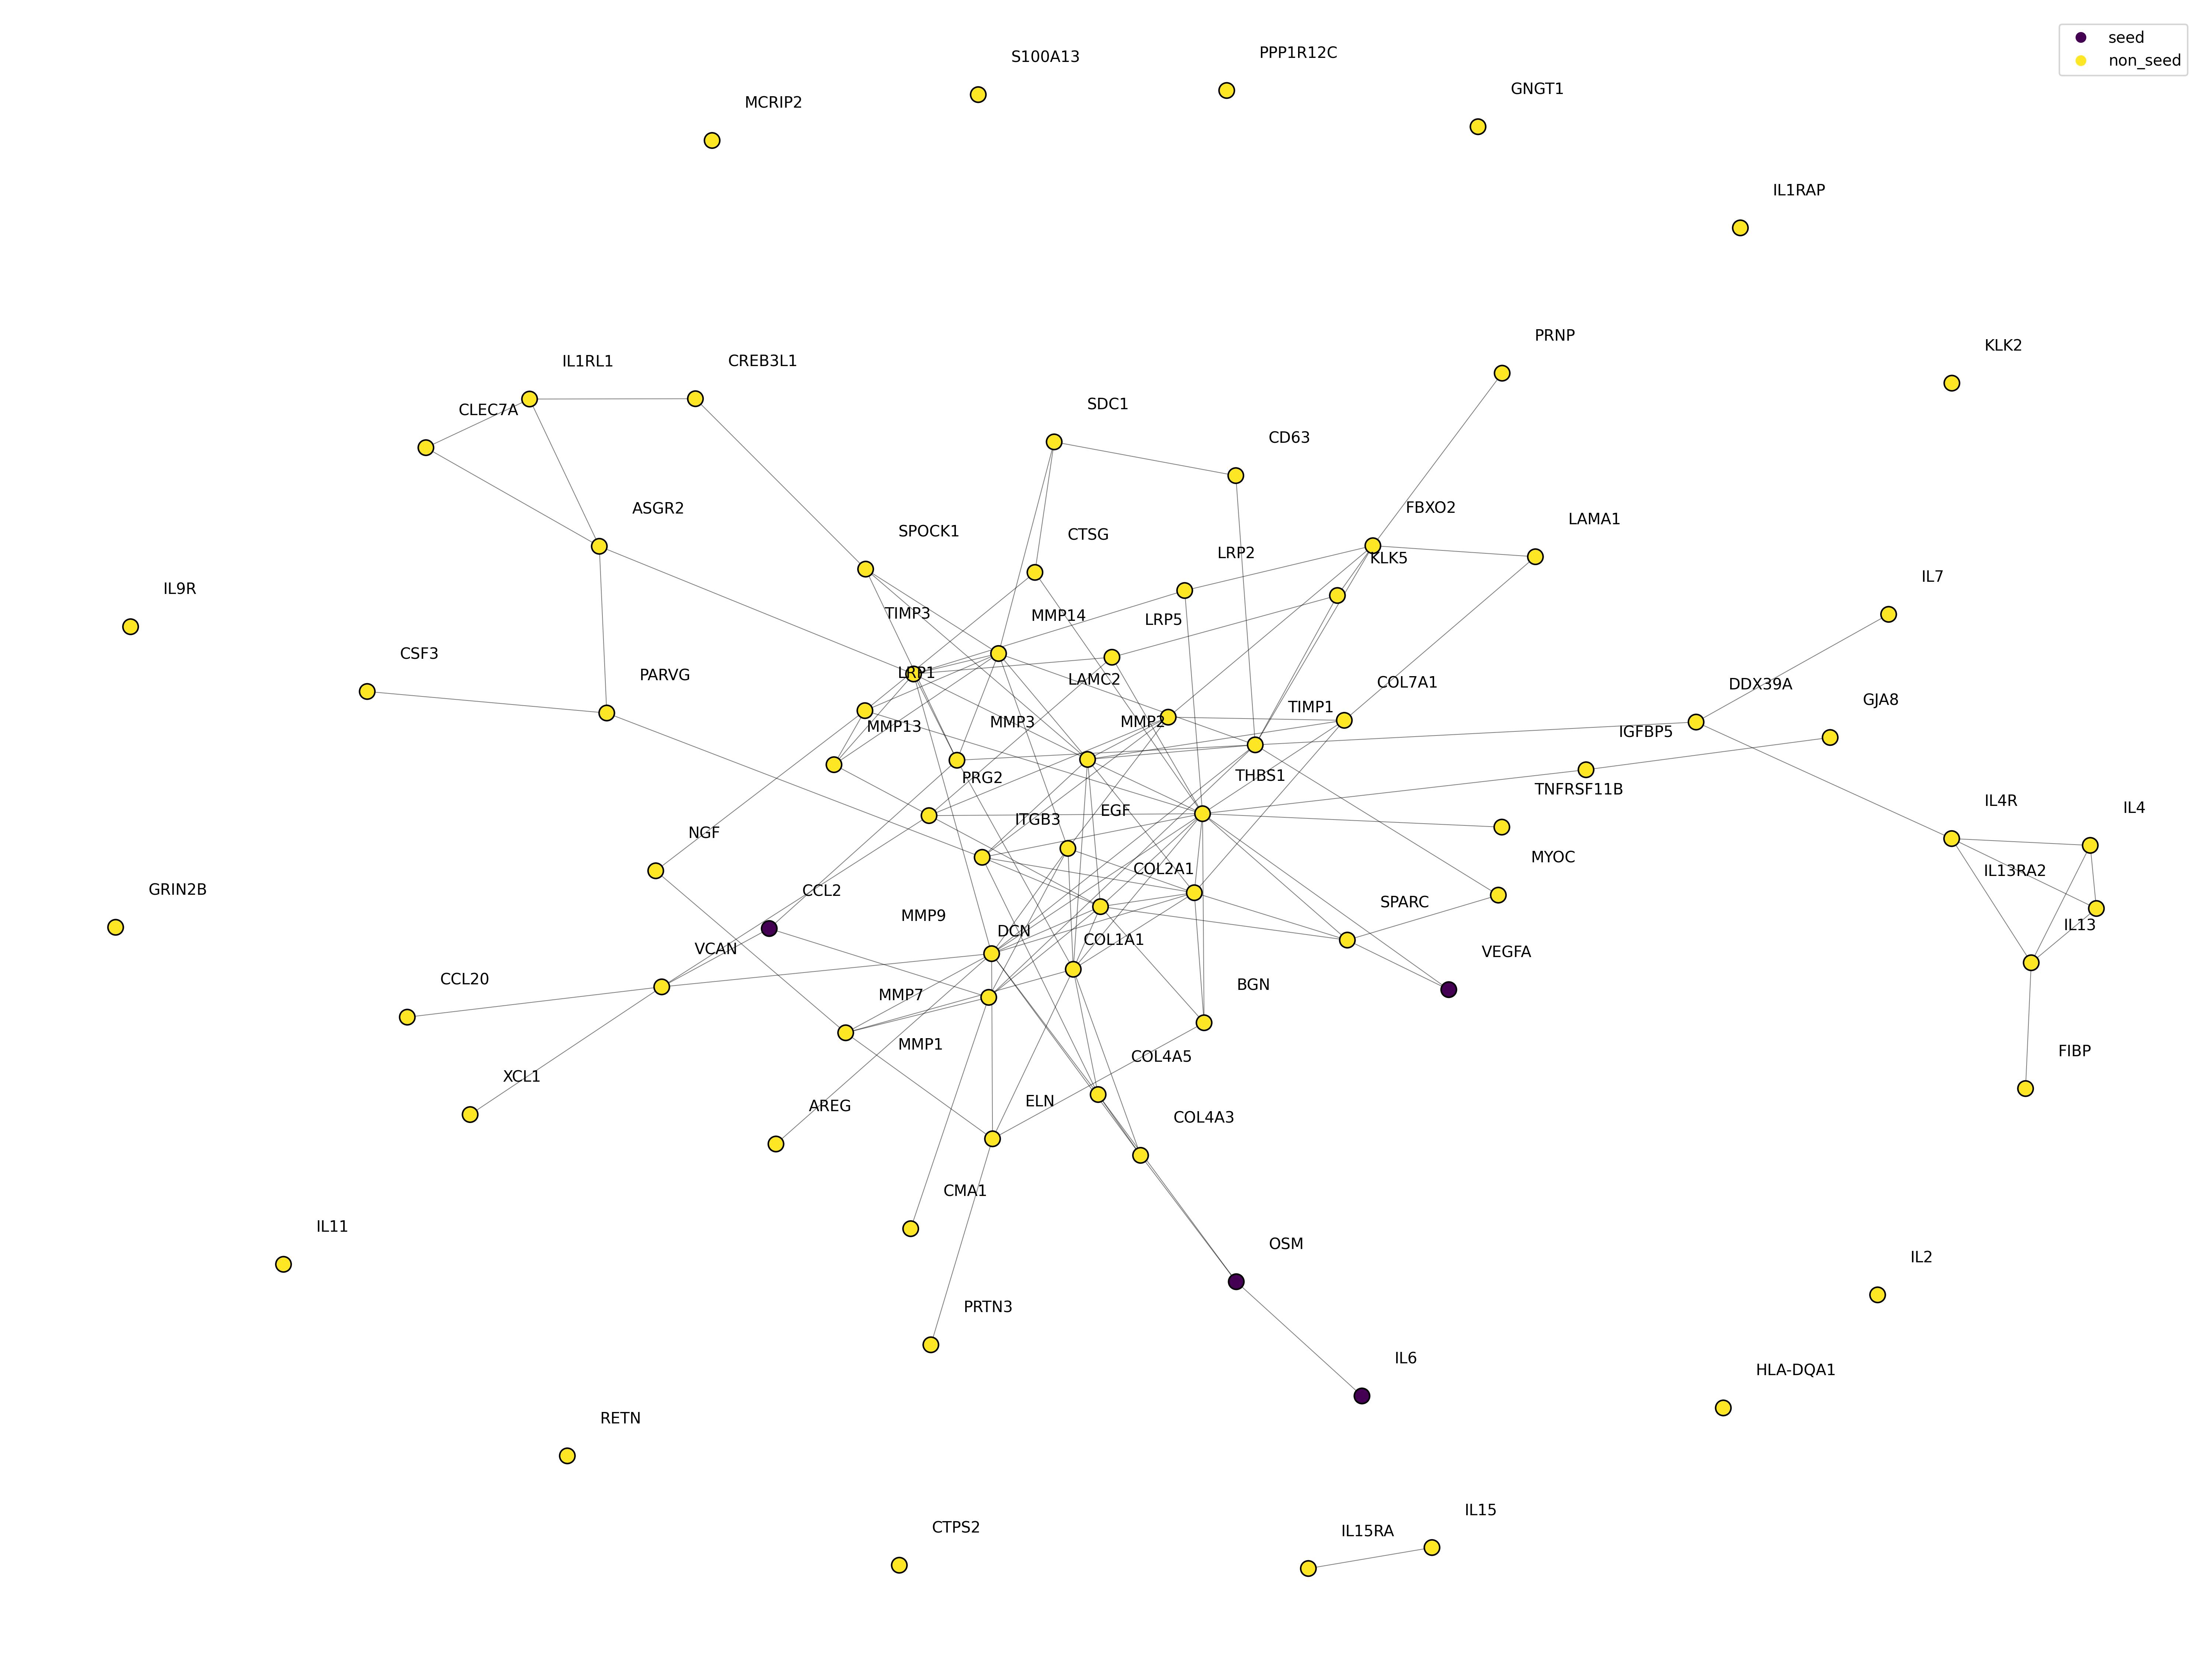 seed
non_seed
PPP1R12C
S100A13
GNGT1
MCRIP2
IL1RAP
PRNP
KLK2
CREB3L1
IL1RL1
SDC1
CLEC7A
CD63
FBXO2
ASGR2
LAMA1
SPOCK1
CTSG
LRP2
KLK5
IL7
IL9R
TIMP3
MMP14
LRP5
CSF3
LRP1
PARVG
LAMC2
COL7A1
DDX39A
GJA8
TIMP1
MMP3
MMP2
MMP13
IGFBP5
THBS1
PRG2
TNFRSF11B
IL4R
IL4
EGF
ITGB3
NGF
MYOC
COL2A1
IL13RA2
GRIN2B
CCL2
SPARC
MMP9
IL13
DCN
COL1A1
VCAN
VEGFA
CCL20
BGN
MMP7
MMP1
FIBP
COL4A5
XCL1
ELN
AREG
COL4A3
CMA1
IL11
OSM
IL2
PRTN3
IL6
HLA-DQA1
RETN
IL15
CTPS2
IL15RA